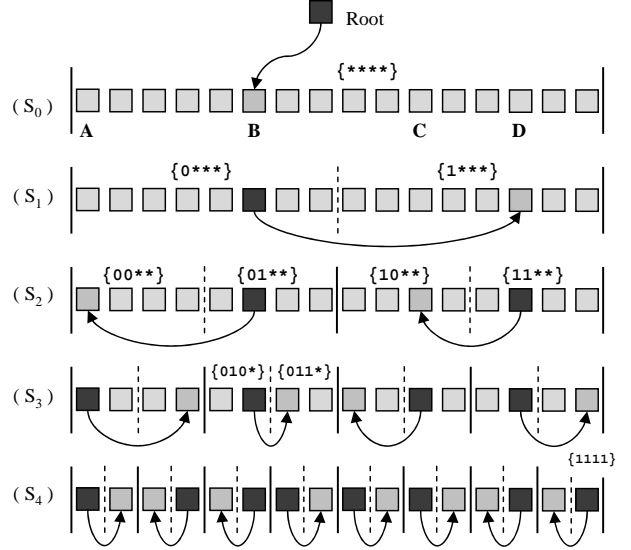 Root
{****}
(S0)
A B C D
{0***} {1***}
(S1)
{00**} {01**} {10**} {11**}
(S2)
{010*} {011*}
(S3)
{1111}
(S4)